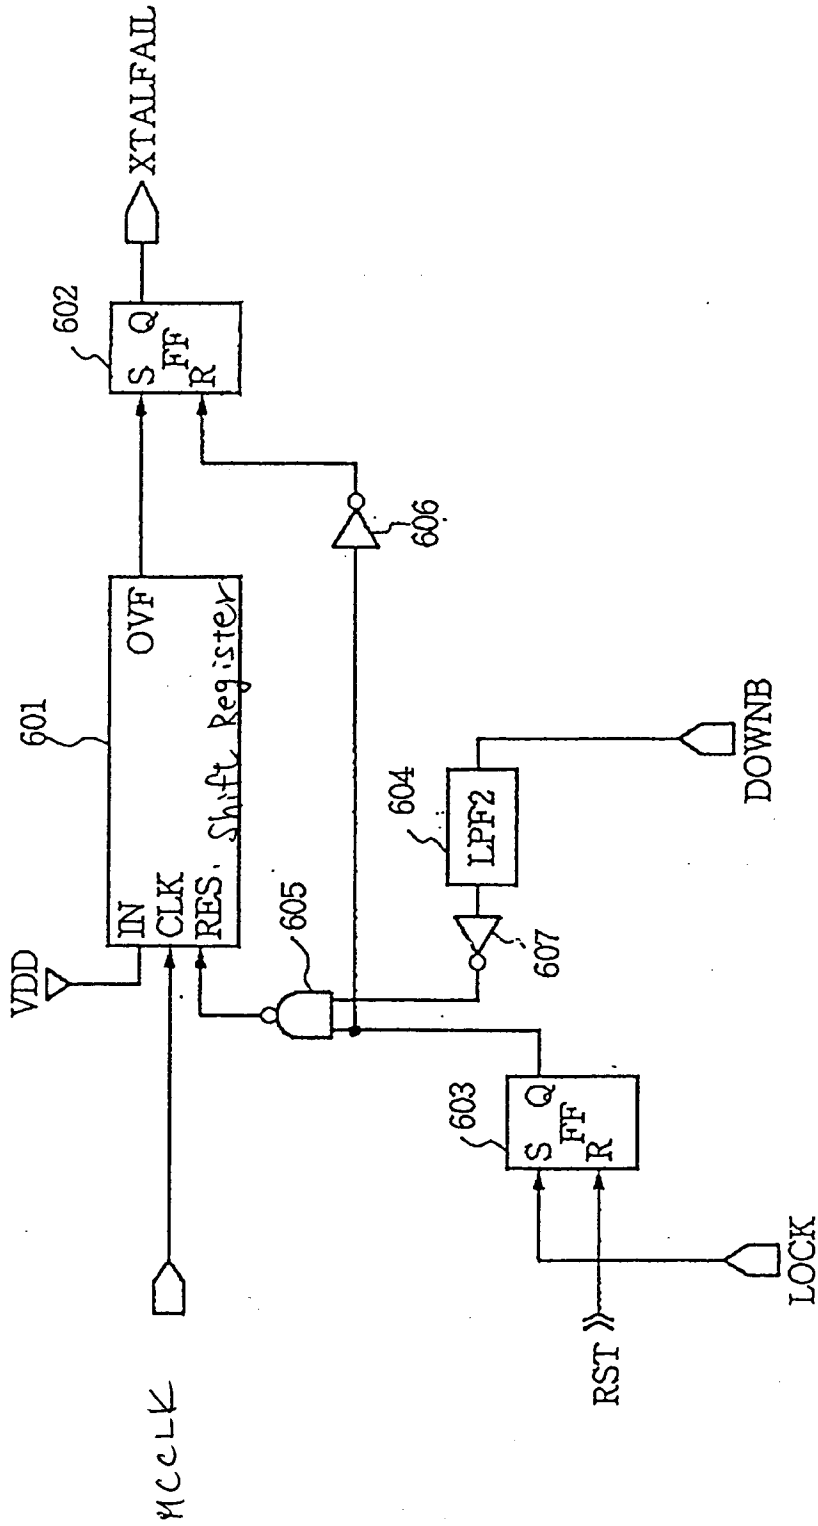 XTALFAIL
602
S Q
FF
R
601
VDD
IN
OVF
CLK
RES.
Shift Register
MCCLK
605
606
604
LPF2
607
DOWNB
603
S Q
FF
R
RST
LOCK